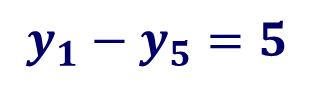 y₁ − y₅ = 5